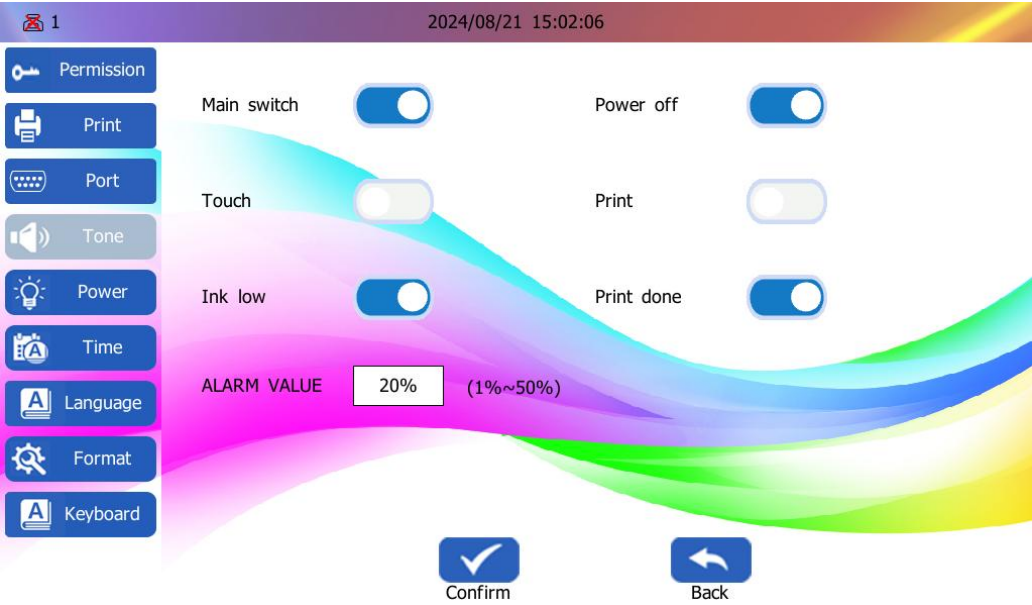 1
2024/08/21 15:02:06
Permission
Print
Port
Tone
Power
Time
Language
Format
Keyboard
Main switch
Power off
Touch
Print
Ink low
Print done
ALARM VALUE 20% (1%~50%)
Confirm
Back